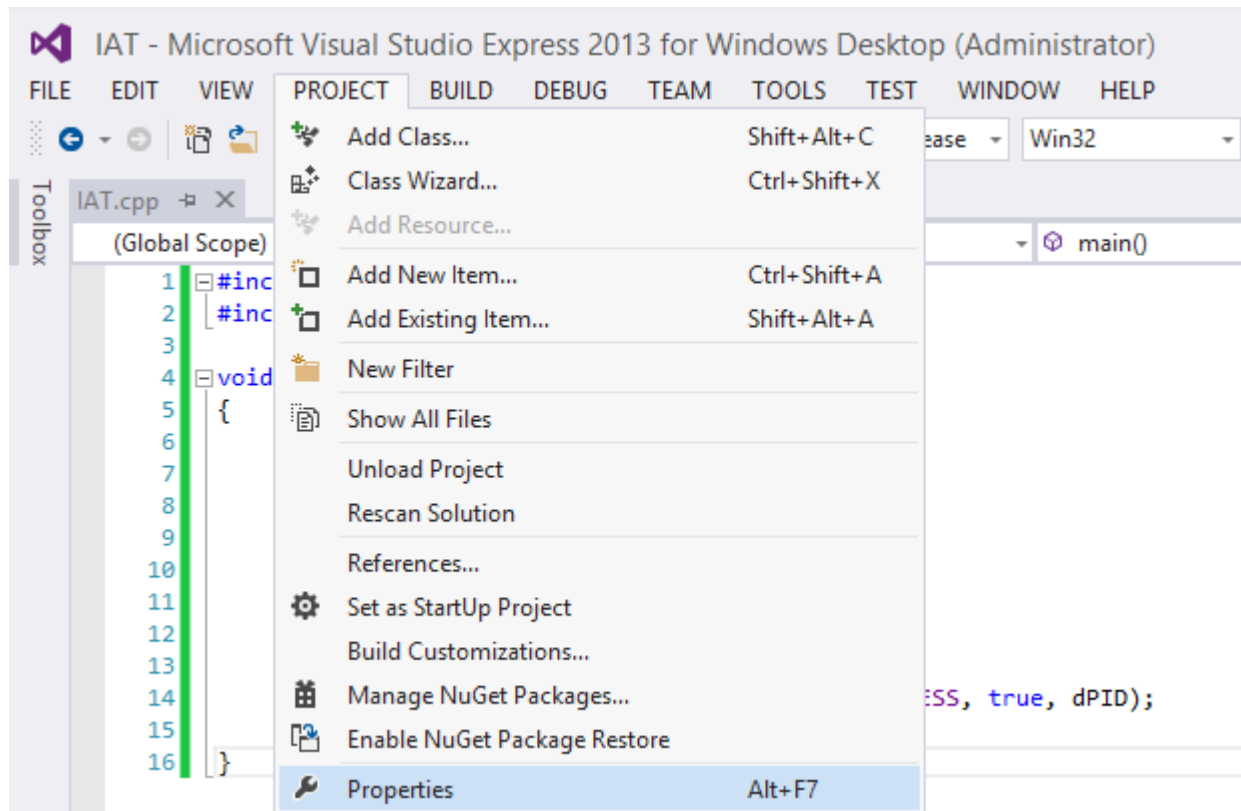 IAT - Microsoft Visual Studio Express 2013 for Windows Desktop (Administrator)
FILE EDIT VIEW PROJECT BUILD DEBUG TEAM TOOLS TEST WINDOW HELP
ease Win32
Toolbox
IAT.cpp
(Global Scope) main()
Add Class... Shift+Alt+C
Class Wizard... Ctrl+Shift+X
Add Resource...
Add New Item... Ctrl+Shift+A
Add Existing Item... Shift+Alt+A
New Filter
Show All Files
Unload Project
Rescan Solution
References...
Set as StartUp Project
Build Customizations...
Manage NuGet Packages...
Enable NuGet Package Restore
Properties Alt+F7
1 #inc
2 #inc
3
4 void
5 {
6
7
8
9
10
11
12
13
14 ESS, true, dPID);
15
16 }